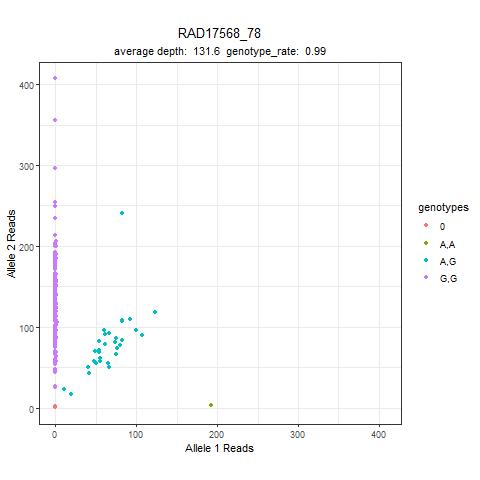 RAD17568_78
average depth: 131.6 genotype_rate: 0.99
400
300
200
100
0
Allele 2 Reads
0 100 200 300 400
Allele 1 Reads
genotypes
0
A,A
A,G
G,G